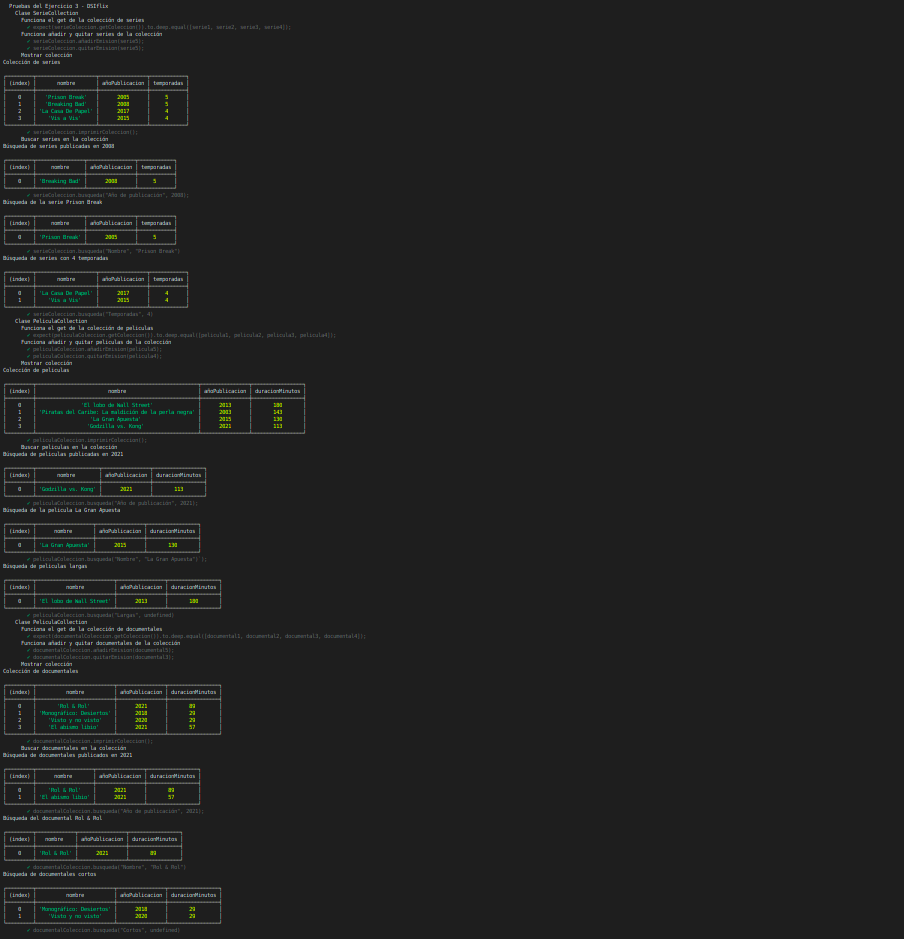 Pruebas del Ejercicio 3 - DSIflix
Clase SerieCollection
Funciona el get de la colección de series
✓ expect(serieColeccion.getColeccion()).to.deep.equal([serie1, serie2, serie3, serie4]);
Funciona añadir y quitar series de la colección
✓ serieColeccion.añadirEmision(serie5);
✓ serieColeccion.quitarEmision(serie5);
Mostrar colección
Colección de series
(index) nombre añoPublicacion temporadas
0 'Prison Break' 2005 5
1 'Breaking Bad' 2008 5
2 'La Casa De Papel' 2017 4
3 'Vis a Vis' 2015 4
✓ serieColeccion.imprimirColeccion();
Buscar series en la colección
Búsqueda de series publicadas en 2008
(index) nombre añoPublicacion temporadas
0 'Breaking Bad' 2008 5
✓ serieColeccion.busqueda("Año de publicación", 2008);
Búsqueda de la serie Prison Break
(index) nombre añoPublicacion temporadas
0 'Prison Break' 2005 5
✓ serieColeccion.busqueda("Nombre", "Prison Break")
Búsqueda de series con 4 temporadas
(index) nombre añoPublicacion temporadas
0 'La Casa De Papel' 2017 4
1 'Vis a Vis' 2015 4
✓ serieColeccion.busqueda("Temporadas", 4)
Clase PeliculaCollection
Funciona el get de la colección de peliculas
✓ expect(peliculaColeccion.getColeccion()).to.deep.equal([pelicula1, pelicula2, pelicula3, pelicula4]);
Funciona añadir y quitar peliculas de la colección
✓ peliculaColeccion.añadirEmision(pelicula5);
✓ peliculaColeccion.quitarEmision(pelicula4);
Mostrar colección
Colección de peliculas
(index) nombre añoPublicacion duracionMinutos
0 'El lobo de Wall Street' 2013 180
1 'Piratas del Caribe: La maldición de la perla negra' 2003 143
2 'La Gran Apuesta' 2015 130
3 'Godzilla vs. Kong' 2021 113
✓ peliculaColeccion.imprimirColeccion();
Buscar peliculas en la colección
Búsqueda de peliculas publicadas en 2021
(index) nombre añoPublicacion duracionMinutos
0 'Godzilla vs. Kong' 2021 113
✓ peliculaColeccion.busqueda("Año de publicación", 2021);
Búsqueda de la pelicula La Gran Apuesta
(index) nombre añoPublicacion duracionMinutos
0 'La Gran Apuesta' 2015 130
✓ peliculaColeccion.busqueda("Nombre", "La Gran Apuesta")`);
Búsqueda de peliculas largas
(index) nombre añoPublicacion duracionMinutos
0 'El lobo de Wall Street' 2013 180
✓ peliculaColeccion.busqueda("Largas", undefined)
Clase PeliculaCollection
Funciona el get de la colección de documentales
✓ expect(documentalColeccion.getColeccion()).to.deep.equal([documental1, documental2, documental3, documental4]);
Funciona añadir y quitar documentales de la colección
✓ documentalColeccion.añadirEmision(documental5);
✓ documentalColeccion.quitarEmision(documental2);
Mostrar colección
Colección de documentales
(index) nombre añoPublicacion duracionMinutos
0 'Rol & Rol' 2021 89
1 'Monográfico: Desiertos' 2018 29
2 'Visto y no visto' 2020 29
3 'El abismo libio' 2021 57
✓ documentalColeccion.imprimirColeccion();
Buscar documentales en la colección
Búsqueda de documentales publicados en 2021
(index) nombre añoPublicacion duracionMinutos
0 'Rol & Rol' 2021 89
1 'El abismo libio' 2021 57
✓ documentalColeccion.busqueda("Año de publicación", 2021);
Búsqueda del documental Rol & Rol
(index) nombre añoPublicacion duracionMinutos
0 'Rol & Rol' 2021 89
✓ documentalColeccion.busqueda("Nombre", "Rol & Rol")
Búsqueda de documentales cortos
(index) nombre añoPublicacion duracionMinutos
0 'Monográfico: Desiertos' 2018 29
1 'Visto y no visto' 2020 29
✓ documentalColeccion.busqueda("Cortos", undefined)